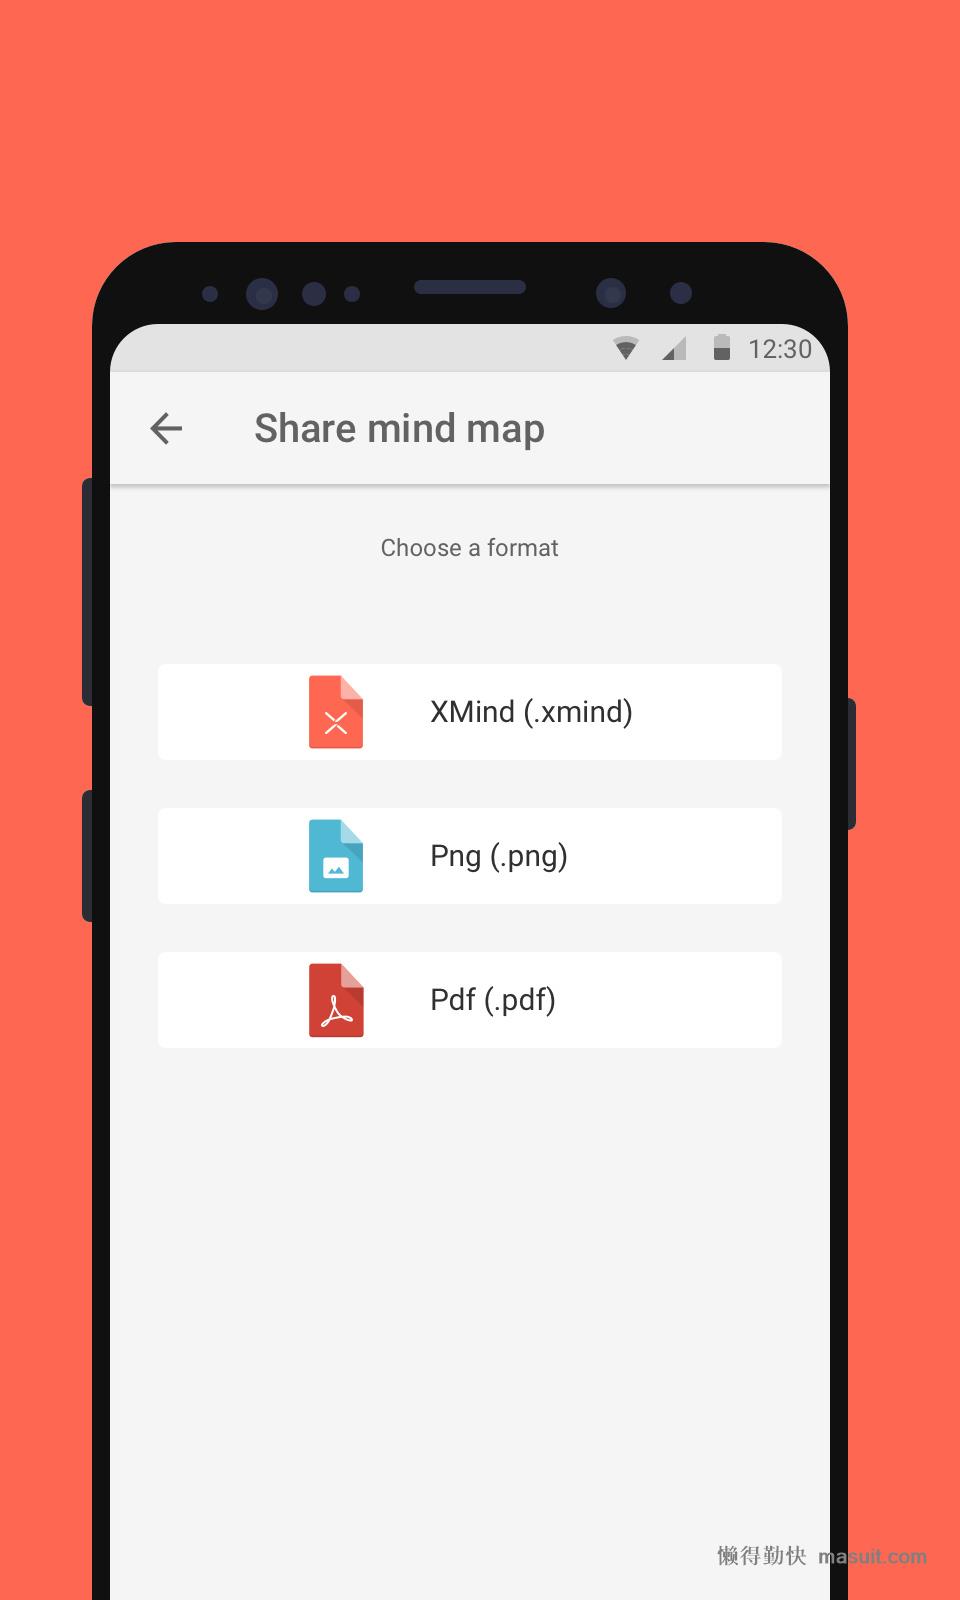 12:30
Share mind map
Choose a format
XMind (.xmind)
Png (.png)
Pdf (.pdf)
懒得勤快 masuit.com